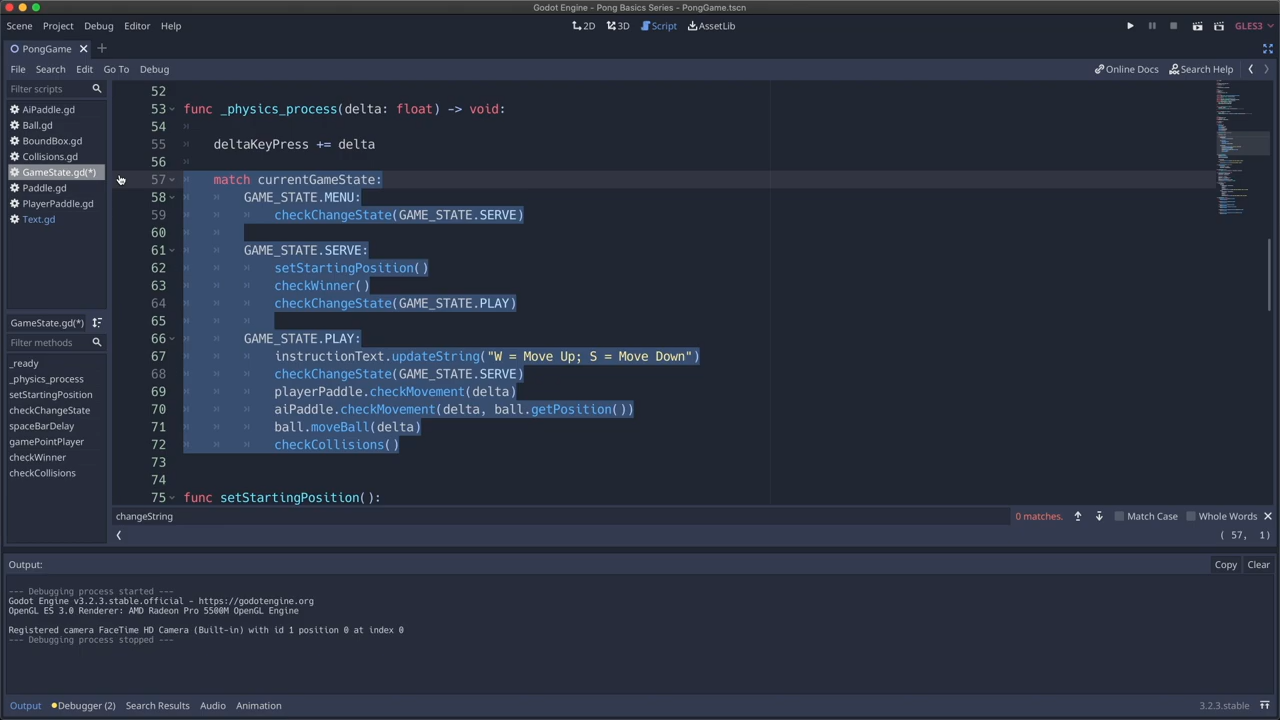 Godot Engine - Pong Basics Series - PongGame.tscn
Scene Project Debug Editor Help
2D 3D Script AssetLib
GLES3
PongGame
File Search Edit Go To Debug
Online Docs Search Help
Filter scripts
AiPaddle.gd
Ball.gd
BoundBox.gd
Collisions.gd
GameState.gd(*)
Paddle.gd
PlayerPaddle.gd
Text.gd
GameState.gd(*)
Filter methods
_ready
_physics_process
setStartingPosition
checkChangeState
spaceBarDelay
gamePointPlayer
checkWinner
checkCollisions
52
53 func _physics_process(delta: float) -> void:
54
55 deltaKeyPress += delta
56
57 match currentGameState:
58 GAME_STATE.MENU:
59 checkChangeState(GAME_STATE.SERVE)
60
61 GAME_STATE.SERVE:
62 setStartingPosition()
63 checkWinner()
64 checkChangeState(GAME_STATE.PLAY)
65
66 GAME_STATE.PLAY:
67 instructionText.updateString("W = Move Up; S = Move Down")
68 checkChangeState(GAME_STATE.SERVE)
69 playerPaddle.checkMovement(delta)
70 aiPaddle.checkMovement(delta, ball.getPosition())
71 ball.moveBall(delta)
72 checkCollisions()
73
74
75 func setStartingPosition():
changeString 0 matches. Match Case Whole Words
( 57, 1)
Output: Copy Clear
--- Debugging process started ---
Godot Engine v3.2.3.stable.official - https://godotengine.org
OpenGL ES 3.0 Renderer: AMD Radeon Pro 5500M OpenGL Engine
Registered camera FaceTime HD Camera (Built-in) with id 1 position 0 at index 0
--- Debugging process stopped ---
Output Debugger (2) Search Results Audio Animation 3.2.3.stable